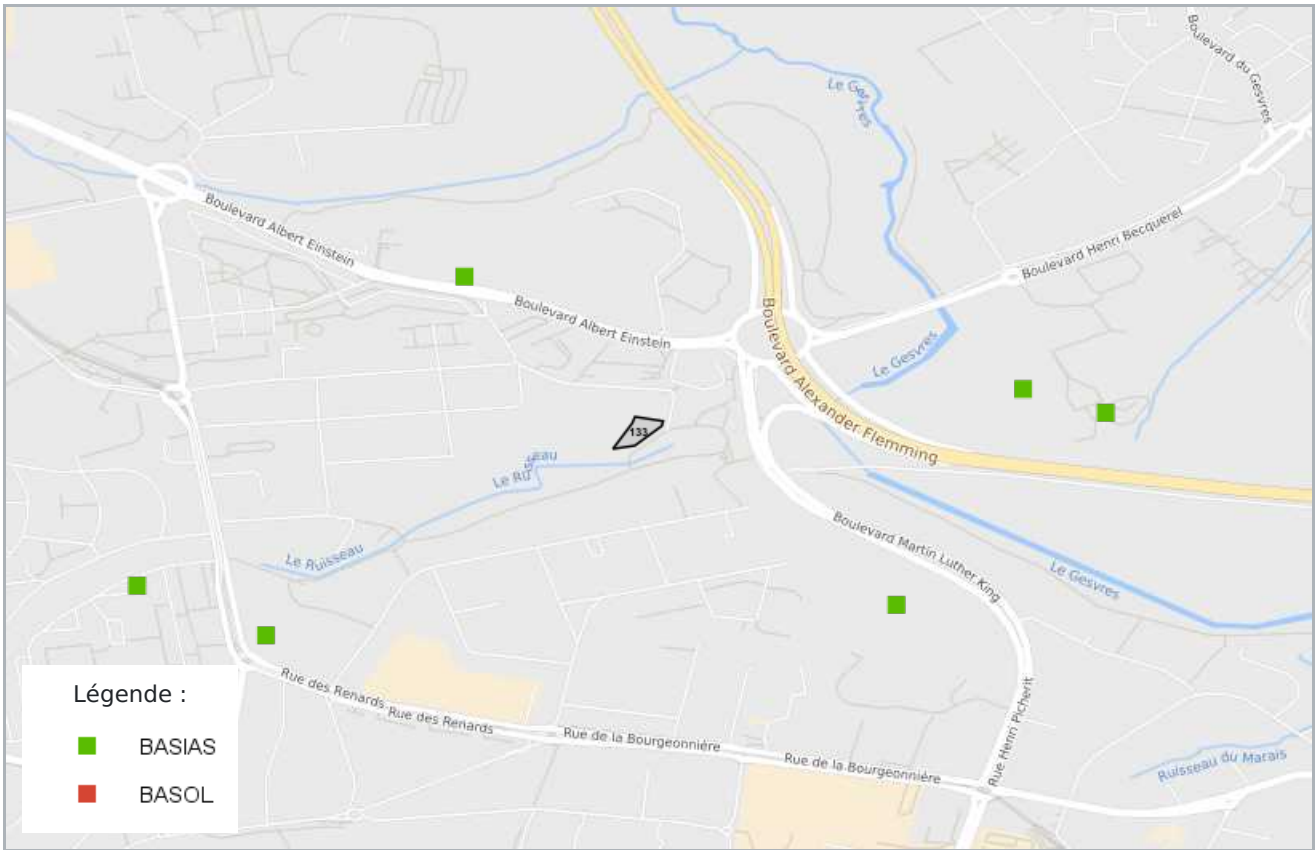 Boulevard du Gesvres
Le Gesvres
Boulevard Albert Einstein
Boulevard Henri Becquerel
Boulevard Albert Einstein
Boulevard Alexander Flemming
Le Gesvres
133
Le Ruisseau
Boulevard Martin Luther King
Le Ruisseau
Le Gesvres
Rue des Renards
Rue des Renards
Rue de la Bourgeonnière
Rue de la Bourgeonnière
Rue Henri Picherit
Ruisseau du Marais
Légende :
BASIAS
BASOL